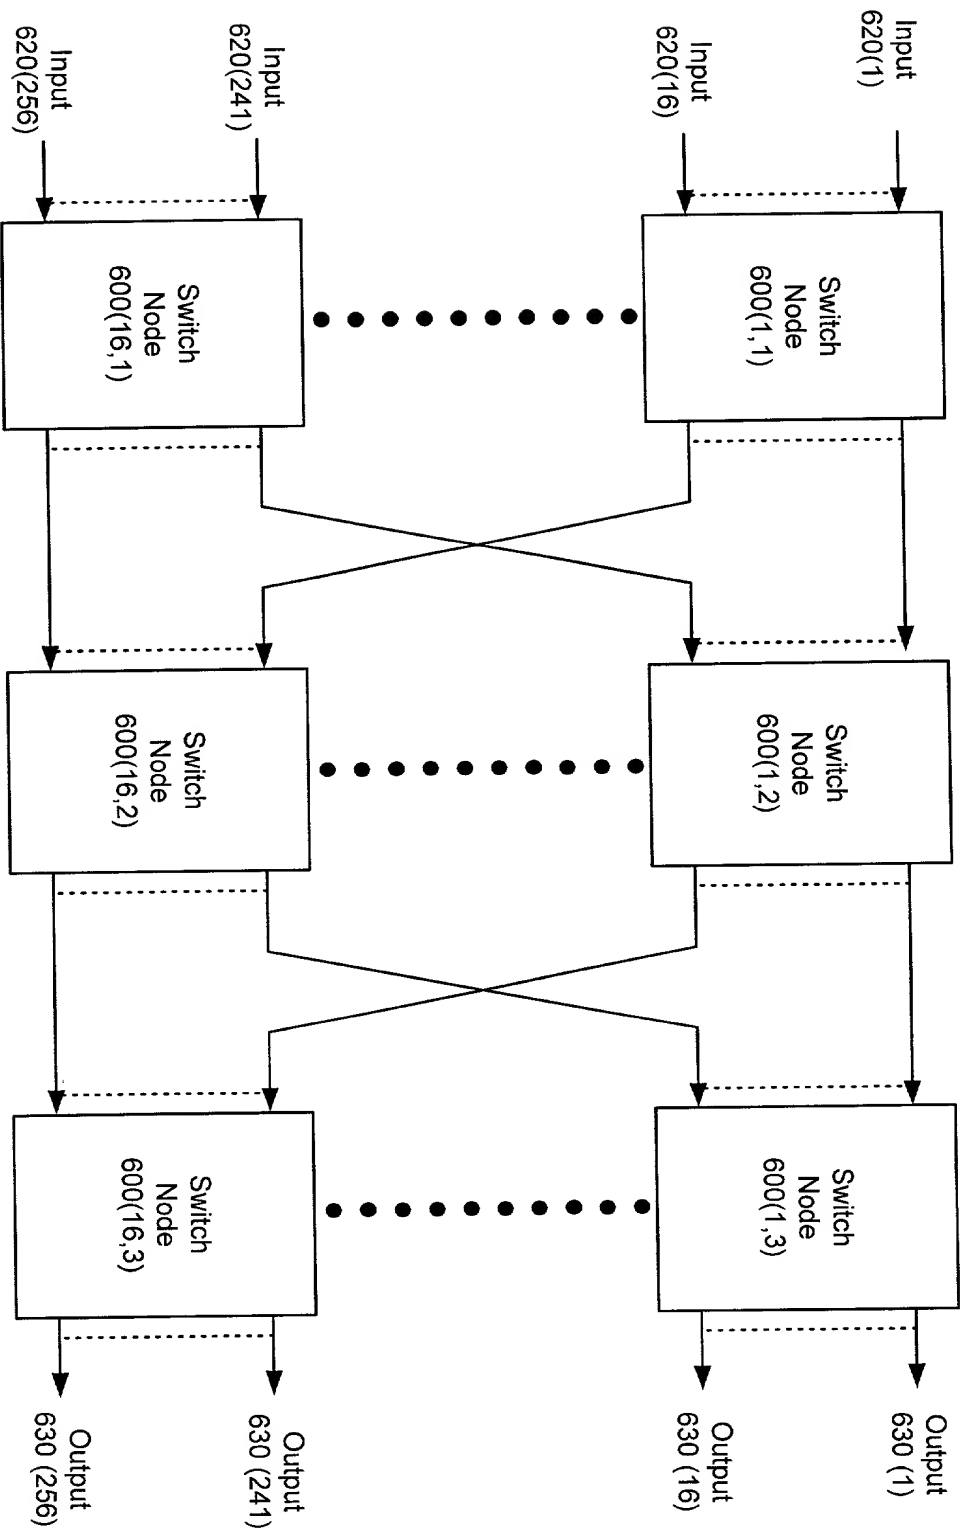 Input
620(1)
Input
620(16)
Input
620(241)
Input
620(256)
Switch
Node
600(1,1)
Switch
Node
600(16,1)
Switch
Node
600(1,2)
Switch
Node
600(16,2)
Switch
Node
600(1,3)
Switch
Node
600(16,3)
Output
630 (1)
Output
630 (16)
Output
630 (241)
Output
630 (256)